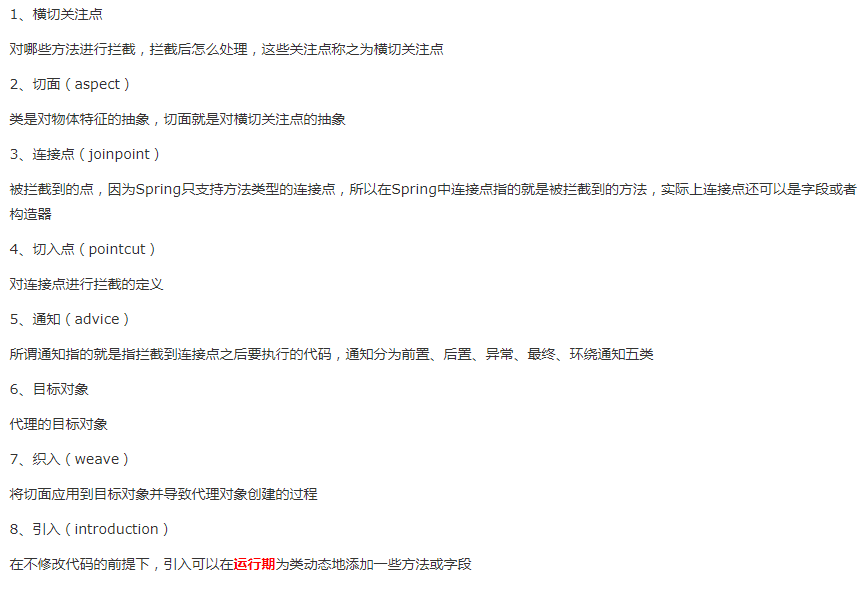 1、横切关注点
对哪些方法进行拦截，拦截后怎么处理，这些关注点称之为横切关注点
2、切面（aspect）
类是对物体特征的抽象，切面就是对横切关注点的抽象
3、连接点（joinpoint）
被拦截到的点，因为Spring只支持方法类型的连接点，所以在Spring中连接点指的就是被拦截到的方法，实际上连接点还可以是字段或者
构造器
4、切入点（pointcut）
对连接点进行拦截的定义
5、通知（advice）
所谓通知指的就是指拦截到连接点之后要执行的代码，通知分为前置、后置、异常、最终、环绕通知五类
6、目标对象
代理的目标对象
7、织入（weave）
将切面应用到目标对象并导致代理对象创建的过程
8、引入（introduction）
在不修改代码的前提下，引入可以在运行期为类动态地添加一些方法或字段